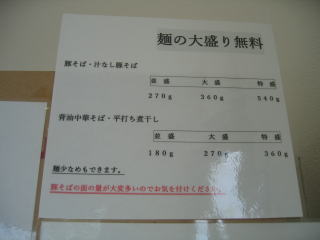 麺の大盛り無料
豚そば・汁なし豚そば
並盛 大盛 特盛
270g 360g 540g
背油中華そば・平打ち煮干し
並盛 大盛 特盛
180g 270g 360g
麺少なめもできます。
豚そばの面の量が大変多いのでお気を付けください。